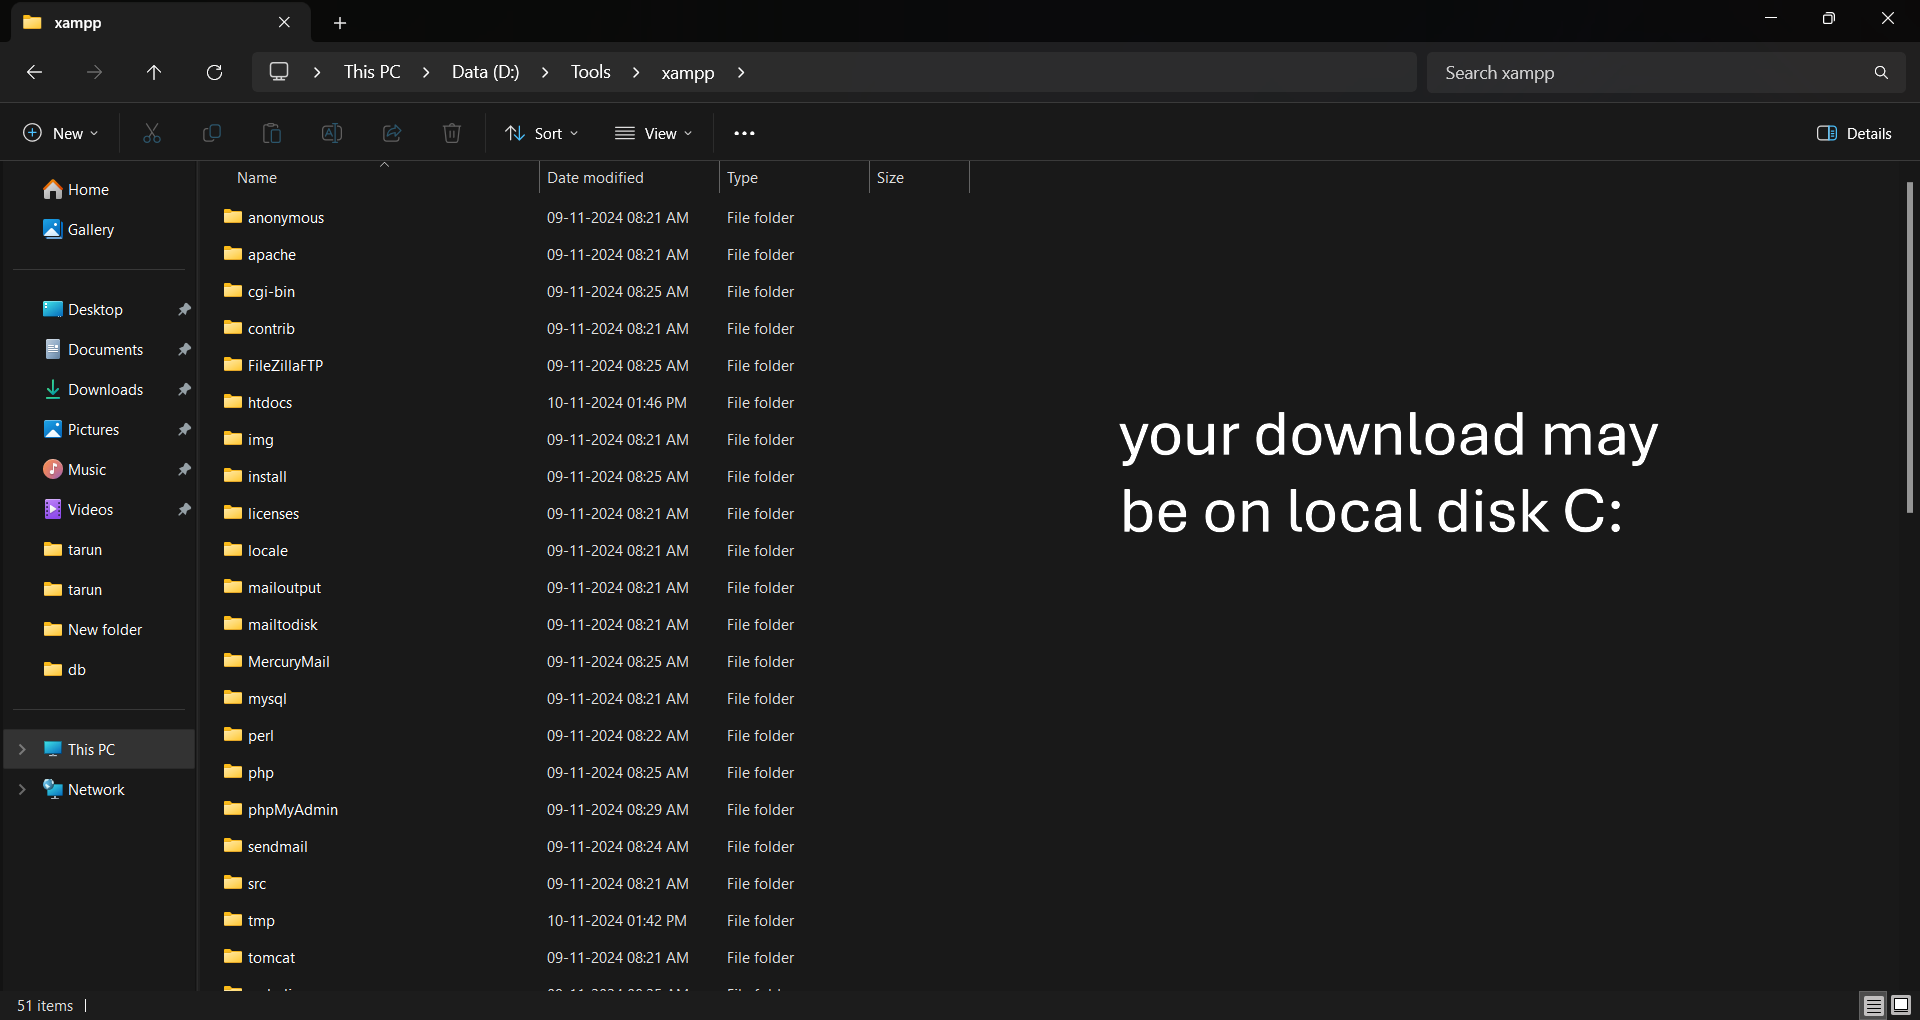 xampp
This PC > Data (D:) > Tools > xampp >
Search xampp
New
Sort
View
Details
Home
Gallery
Desktop
Documents
Downloads
Pictures
Music
Videos
tarun
tarun
New folder
db
This PC
Network
Name Date modified Type Size
anonymous 09-11-2024 08:21 AM File folder
apache 09-11-2024 08:21 AM File folder
cgi-bin 09-11-2024 08:25 AM File folder
contrib 09-11-2024 08:21 AM File folder
FileZillaFTP 09-11-2024 08:25 AM File folder
htdocs 10-11-2024 01:46 PM File folder
img 09-11-2024 08:21 AM File folder
install 09-11-2024 08:25 AM File folder
licenses 09-11-2024 08:21 AM File folder
locale 09-11-2024 08:21 AM File folder
mailoutput 09-11-2024 08:21 AM File folder
mailtodisk 09-11-2024 08:21 AM File folder
MercuryMail 09-11-2024 08:25 AM File folder
mysql 09-11-2024 08:21 AM File folder
perl 09-11-2024 08:22 AM File folder
php 09-11-2024 08:25 AM File folder
phpMyAdmin 09-11-2024 08:29 AM File folder
sendmail 09-11-2024 08:24 AM File folder
src 09-11-2024 08:21 AM File folder
tmp 10-11-2024 01:42 PM File folder
tomcat 09-11-2024 08:21 AM File folder
your download may
be on local disk C:
51 items